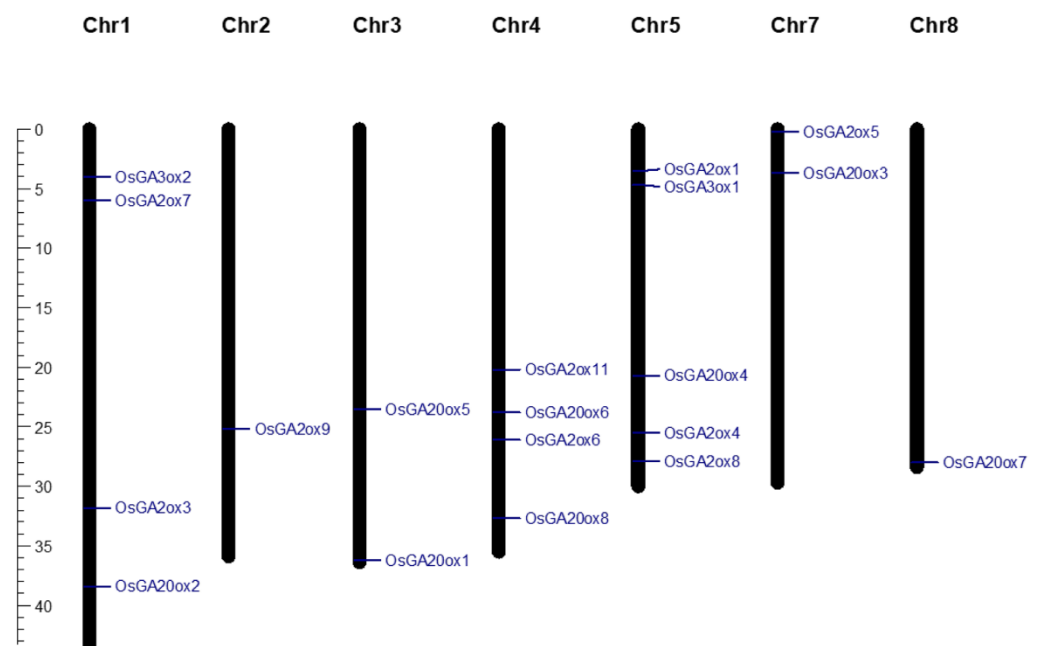 Chr1 Chr2 Chr3 Chr4 Chr5 Chr7 Chr8
0
5
10
15
20
25
30
35
40
OsGA3ox2
OsGA2ox7
OsGA2ox3
OsGA20ox2
OsGA2ox9
OsGA20ox5
OsGA20ox1
OsGA2ox11
OsGA20ox6
OsGA2ox6
OsGA20ox8
OsGA2ox1
OsGA3ox1
OsGA20ox4
OsGA2ox4
OsGA2ox8
OsGA2ox5
OsGA20ox3
OsGA20ox7